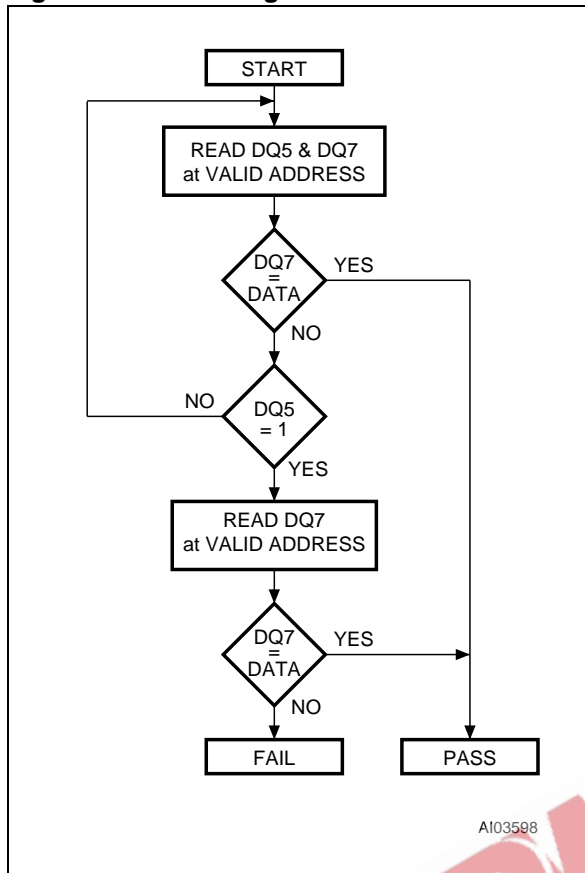 START
READ DQ5 & DQ7
at VALID ADDRESS
DQ7
=
DATA
YES
NO
DQ5
= 1
NO
YES
READ DQ7
at VALID ADDRESS
DQ7
=
DATA
YES
NO
FAIL
PASS
AI03598